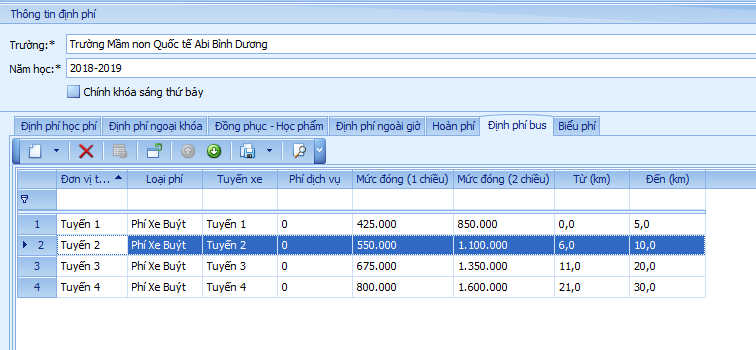 Thông tin định phí
Trường:* Trường Mầm non Quốc tế Abi Bình Dương
Năm học:* 2018-2019
Chính khóa sáng thứ bảy
Định phí học phí Định phí ngoại khóa Đồng phục - Học phẩm Định phí ngoài giờ Hoàn phí Định phí bus Biểu phí
Đơn vị t... Loại phí Tuyến xe Phí dịch vụ Mức đóng (1 chiều) Mức đóng (2 chiều) Từ (km) Đến (km)
1 Tuyến 1 Phí Xe Buýt Tuyến 1 0 425.000 850.000 0,0 5,0
2 Tuyến 2 Phí Xe Buýt Tuyến 2 0 550.000 1.100.000 6,0 10,0
3 Tuyến 3 Phí Xe Buýt Tuyến 3 0 675.000 1.350.000 11,0 20,0
4 Tuyến 4 Phí Xe Buýt Tuyến 4 0 800.000 1.600.000 21,0 30,0